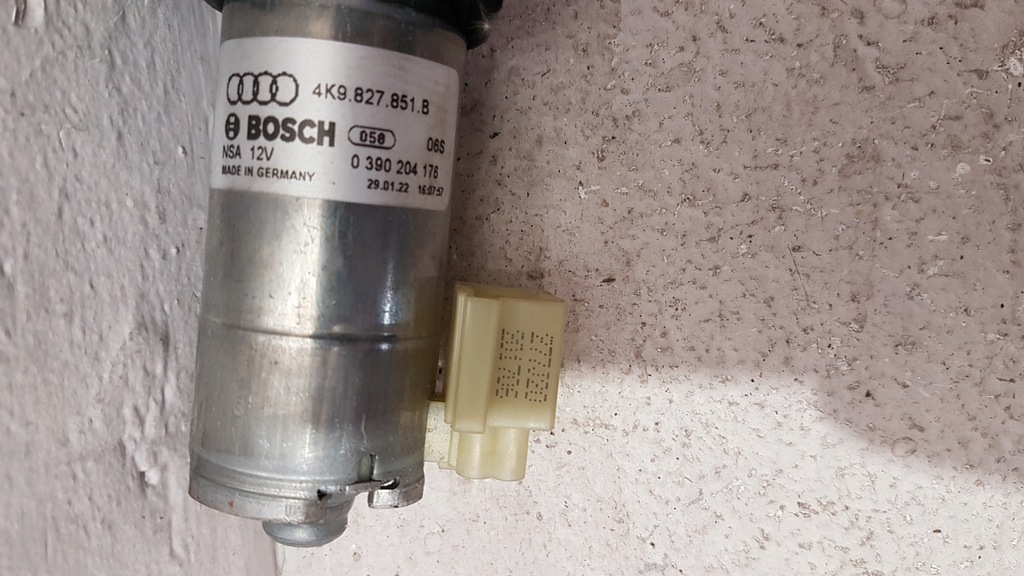 4K9.827.851.B
BOSCH 058 06S
NSA 12V 0 390 204 176
MADE IN GERMANY 29.01.22 16:07:57